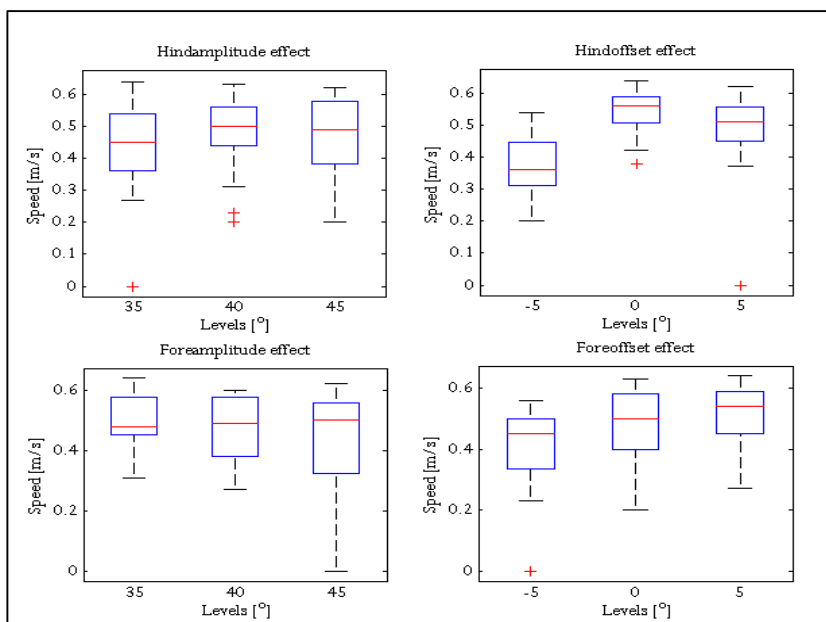 Hindamplitude effect
0.6
0.5
0.4
0.3
0.2
0.1
0
Speed [m/s]
35 40 45
Levels [°]
Hindoffset effect
0.6
0.5
0.4
0.3
0.2
0.1
0
Speed [m/s]
-5 0 5
Levels [°]
Foreamplitude effect
0.6
0.4
0.2
0
Speed [m/s]
35 40 45
Levels [°]
Foreoffset effect
0.6
0.4
0.2
0
Speed [m/s]
-5 0 5
Levels [°]